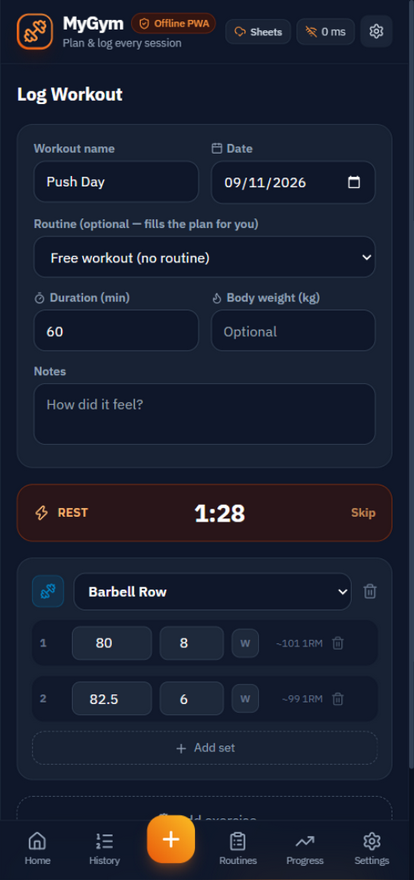 MyGym Offline PWA Sheets 0 ms
Plan & log every session
Log Workout
Workout name Date
Push Day 09/11/2026
Routine (optional — fills the plan for you)
Free workout (no routine)
Duration (min) Body weight (kg)
60 Optional
Notes
How did it feel?
REST 1:28 Skip
Barbell Row
1 80 8 W ~101 1RM
2 82.5 6 W ~99 1RM
+ Add set
Home History + Routines Progress Settings